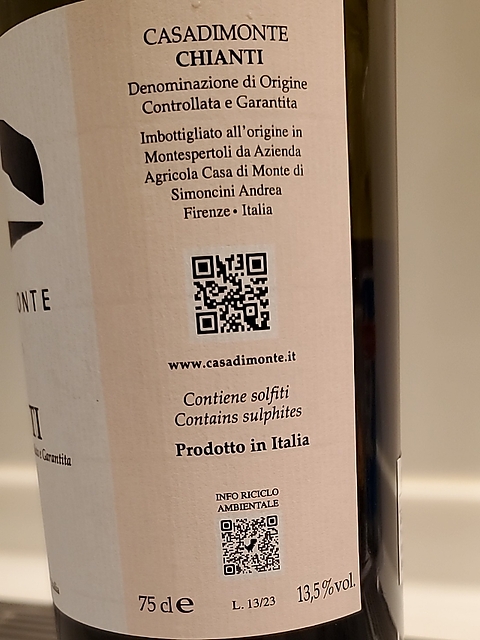 CASADIMONTE
CHIANTI
Denominazione di Origine
Controllata e Garantita
Imbottigliato all'origine in
Montespertoli da Azienda
Agricola Casa di Monte di
Simoncini Andrea
Firenze • Italia
www.casadimonte.it
Contiene solfiti
Contains sulphites
Prodotto in Italia
INFO RICICLO
AMBIENTALE
75 cl e
L. 13/23
13,5%vol.
ONTE
TI
e Garantita